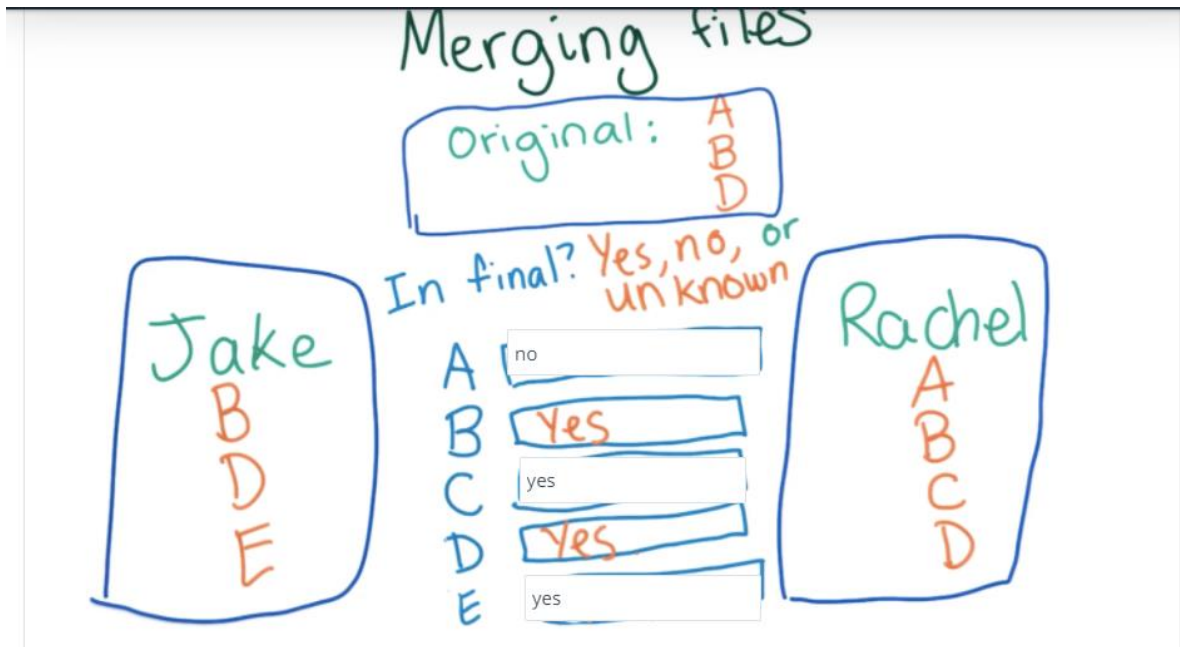 Merging files
Original: A
B
D
In final? Yes, no, or
unknown
Jake
B
D
E
A no
B Yes
C yes
D Yes
E yes
Rachel
A
B
C
D